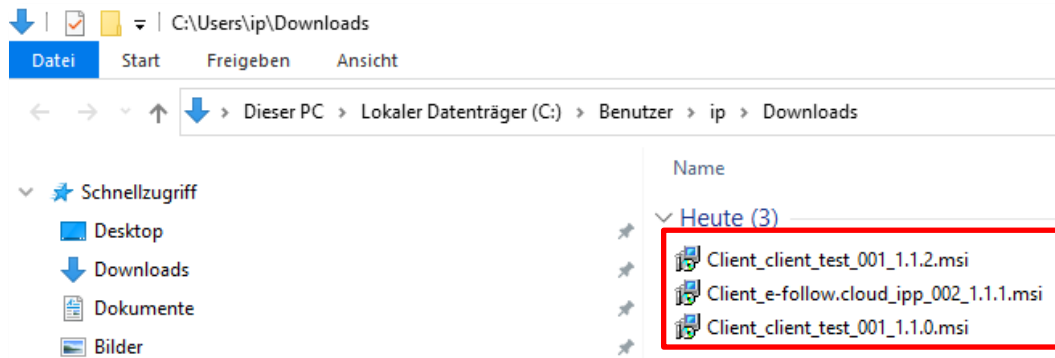 C:\Users\ip\Downloads
Datei Start Freigeben Ansicht
Dieser PC > Lokaler Datenträger (C:) > Benutzer > ip > Downloads
Name
Schnellzugriff
Heute (3)
Desktop
Client_client_test_001_1.1.2.msi
Downloads
Client_e-follow.cloud_ipp_002_1.1.1.msi
Dokumente
Client_client_test_001_1.1.0.msi
Bilder